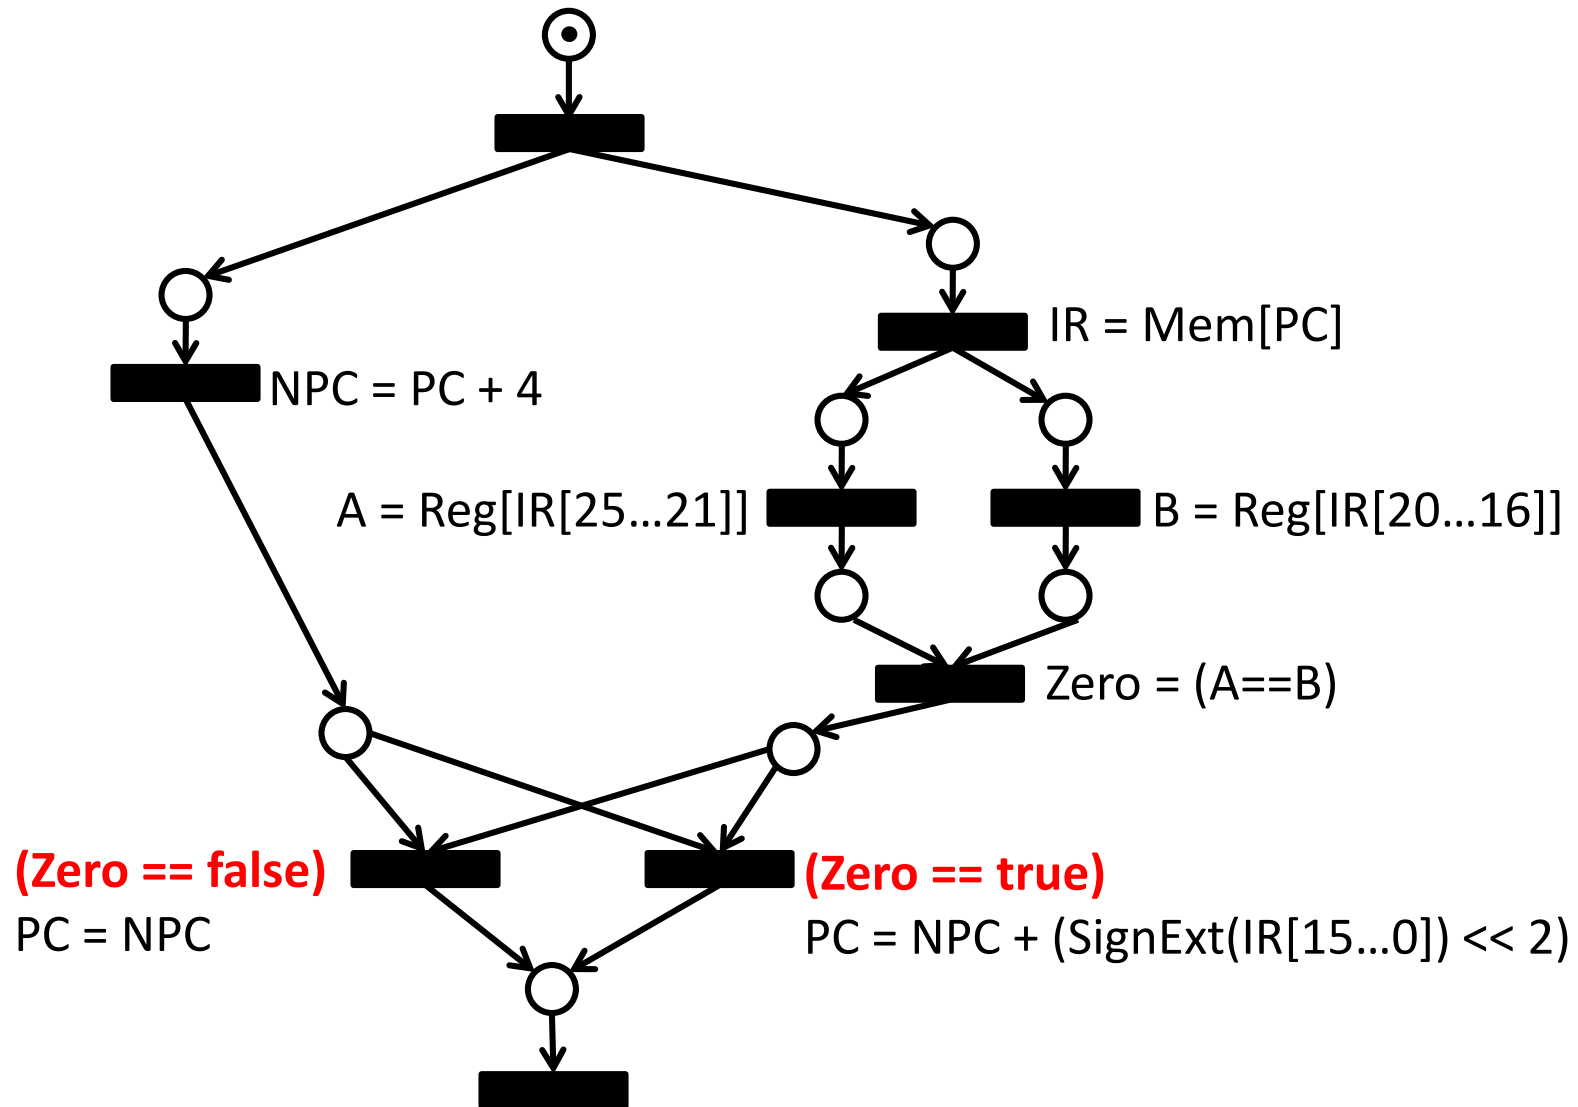 IR = Mem[PC]
NPC = PC + 4
A = Reg[IR[25...21]]
B = Reg[IR[20...16]]
Zero = (A==B)
(Zero == false)
PC = NPC
(Zero == true)
PC = NPC + (SignExt(IR[15...0]) << 2)